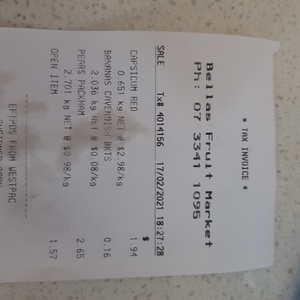 * TAX INVOICE *
Bellas Fruit Market
Ph: 07 3341 1095
SALE Tx# 4014156 17/02/2021 18:27:28
$
CAPSICUM RED 1.94
0.651 kg NET @ $2.98/kg
BANANAS CAVENDISH BKTS 0.16
2.036 kg NET @ $0.08/kg
PEARS PACKHAM 2.65
2.701 kg NET @ $0.98/kg
OPEN ITEM 1.57
EFTPOS FROM WESTPAC
CUSTOMER COPY